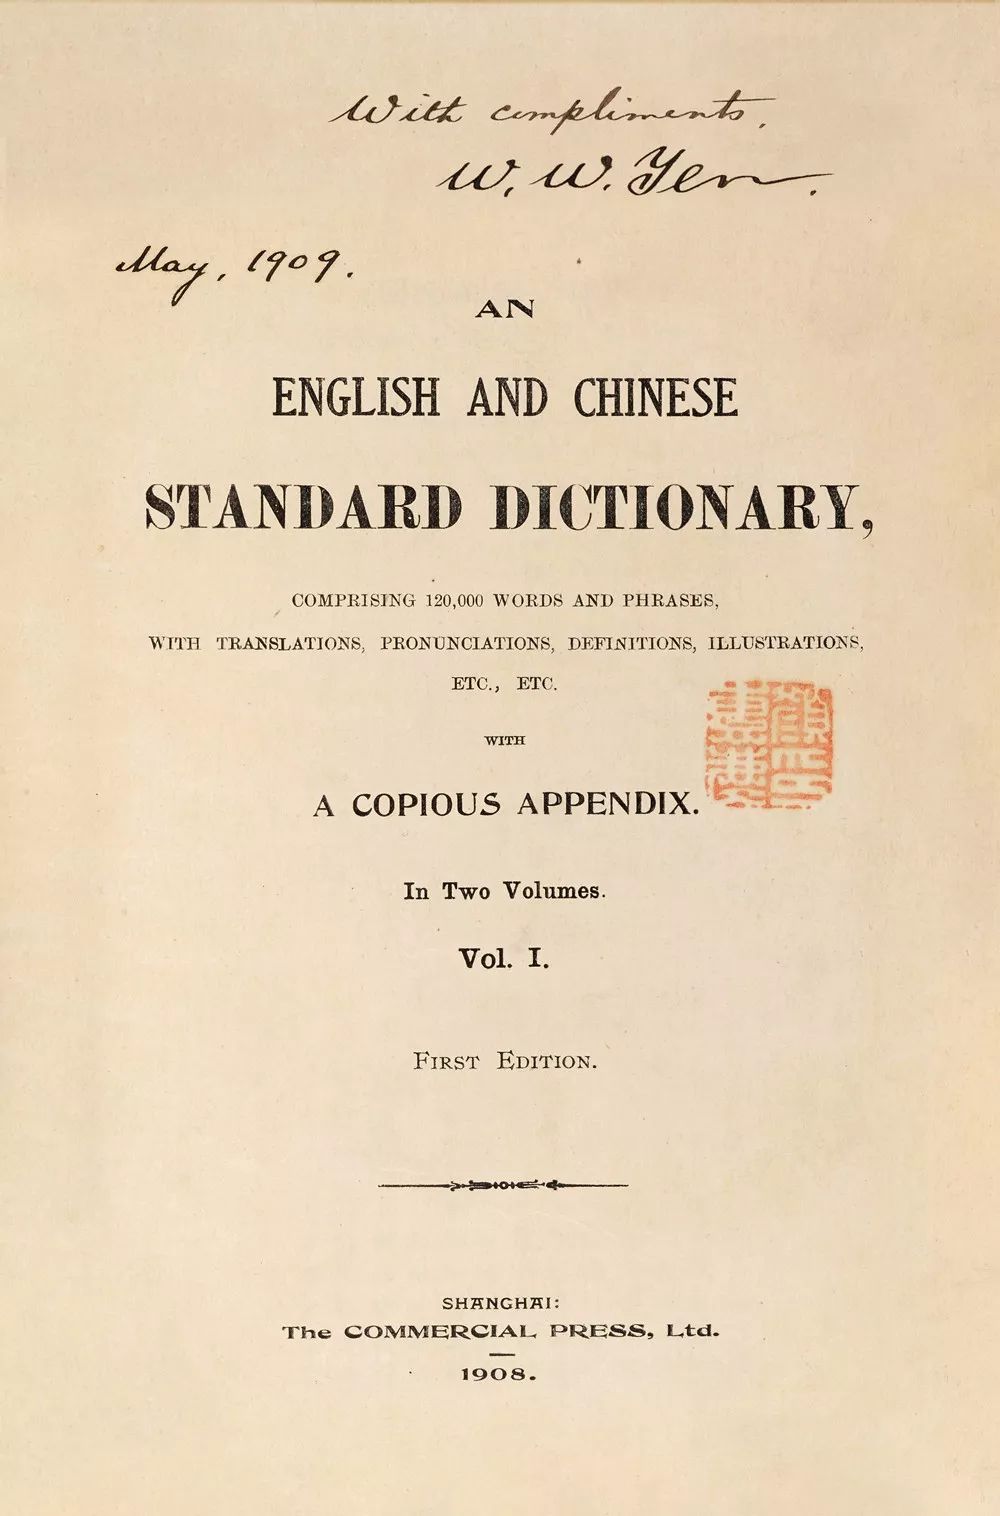 With compliments.
W. W. Yen.
May, 1909.
AN
ENGLISH AND CHINESE
STANDARD DICTIONARY,
COMPRISING 120,000 WORDS AND PHRASES,
WITH TRANSLATIONS, PRONUNCIATIONS, DEFINITIONS, ILLUSTRATIONS,
ETC., ETC.
WITH
A COPIOUS APPENDIX.
In Two Volumes.
Vol. I.
FIRST EDITION.
SHANGHAI:
The COMMERCIAL PRESS, Ltd.
1908.